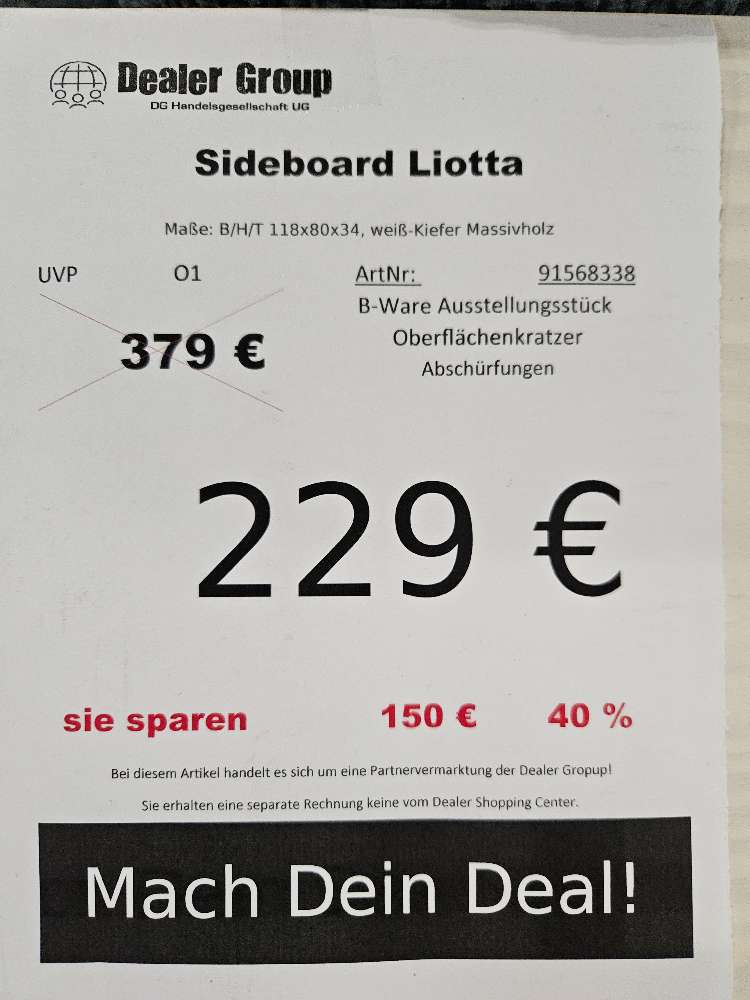 Dealer Group
DG Handelsgesellschaft UG
Sideboard Liotta
Maße: B/H/T 118x80x34, weiß-Kiefer Massivholz
UVP O1 ArtNr: 91568338
B-Ware Ausstellungsstück
379 € Oberflächenkratzer
Abschürfungen
229 €
sie sparen 150 € 40 %
Bei diesem Artikel handelt es sich um eine Partnervermarktung der Dealer Gropup!
Sie erhalten eine separate Rechnung keine vom Dealer Shopping Center.
Mach Dein Deal!